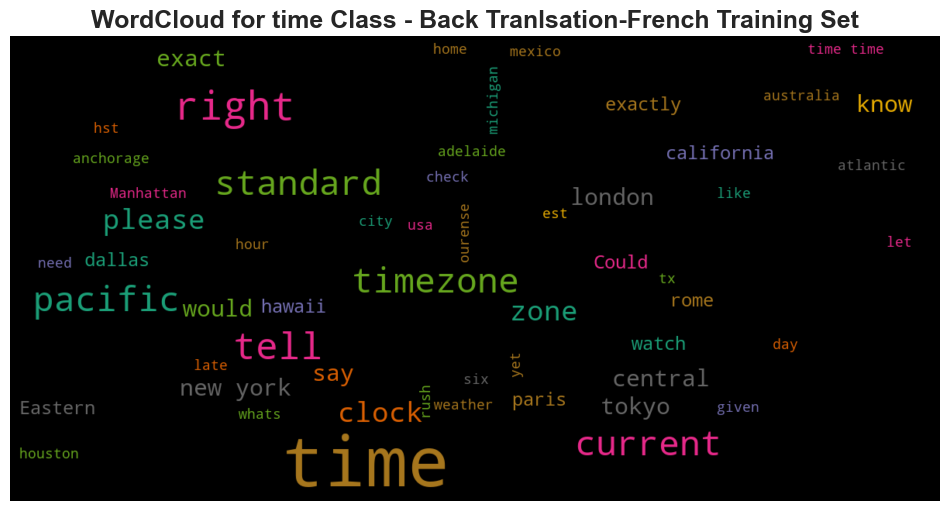 WordCloud for time Class - Back Tranlsation-French Training Set
home
mexico
time time
exact
michigan
right
exactly
australia
know
hst
anchorage
adelaide
california
atlantic
check
standard
Manhattan
london
like
please
city
usa
ourense
est
hour
let
need
dallas
Could
timezone
tx
pacific
would
hawaii
zone
rome
tell
watch
day
late
say
yet
six
central
new york
rush
weather
paris
tokyo
given
Eastern
whats
clock
houston
time
current